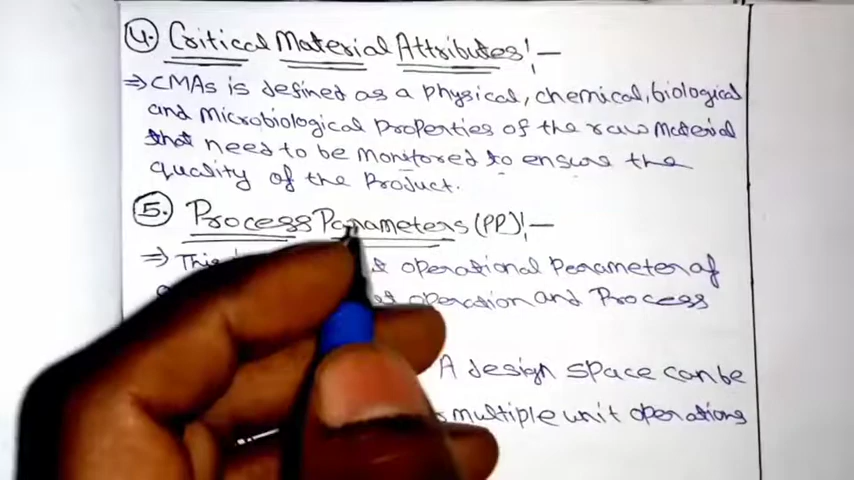 4. Critical Material Attributes:-
⇒ CMAs is defined as a physical, chemical, biological
and microbiological properties of the raw material
that need to be monitored to ensure the
quality of the product.
5. Process Parameters (PP):-
⇒ This operational Perameter of
operation and Process
A design space can be
multiple unit operations